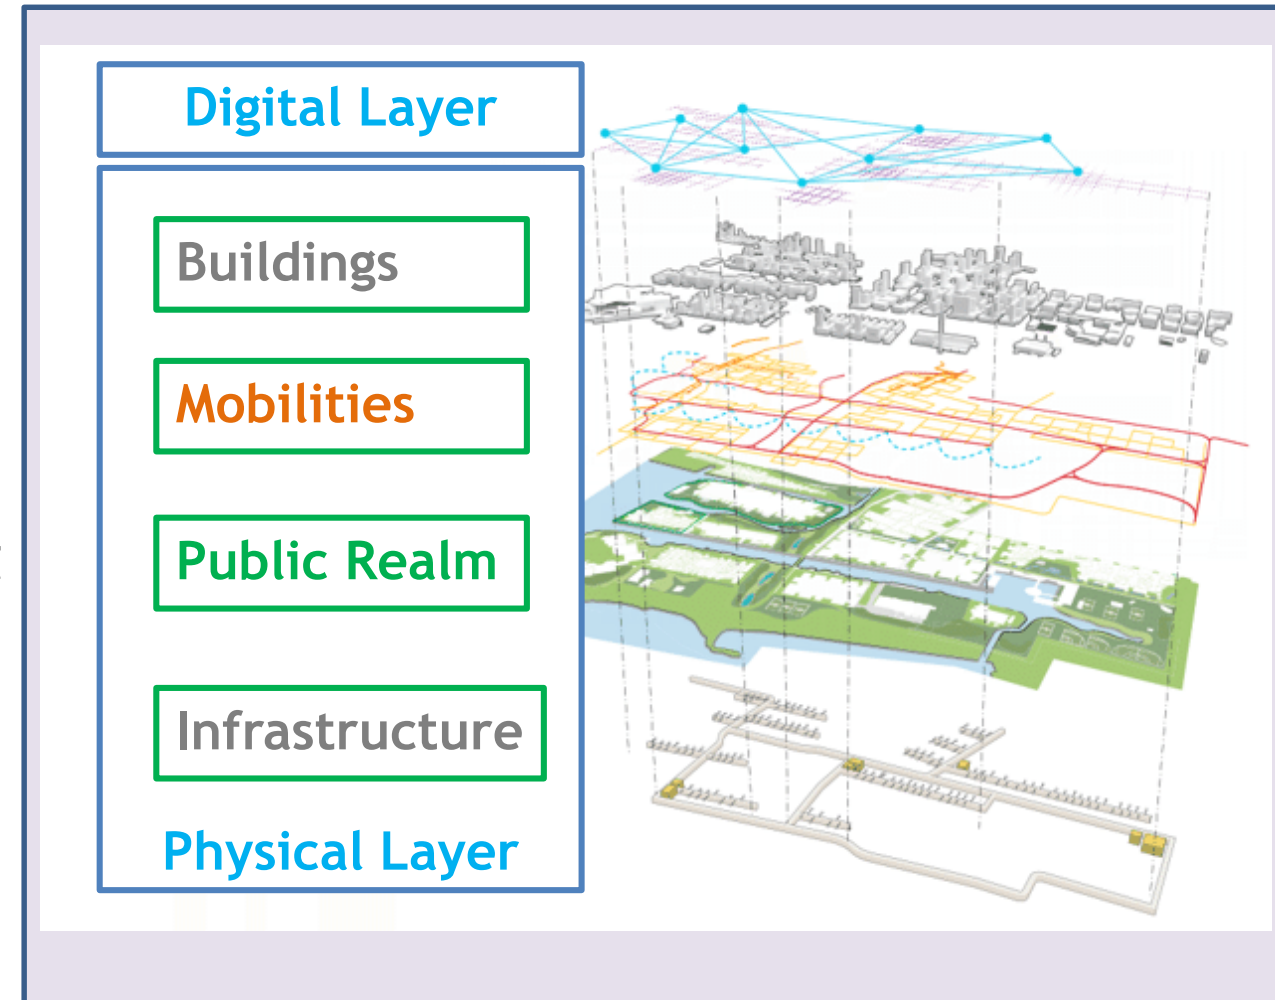 Digital Layer
Buildings
Mobilities
Public Realm
Infrastructure
Physical Layer